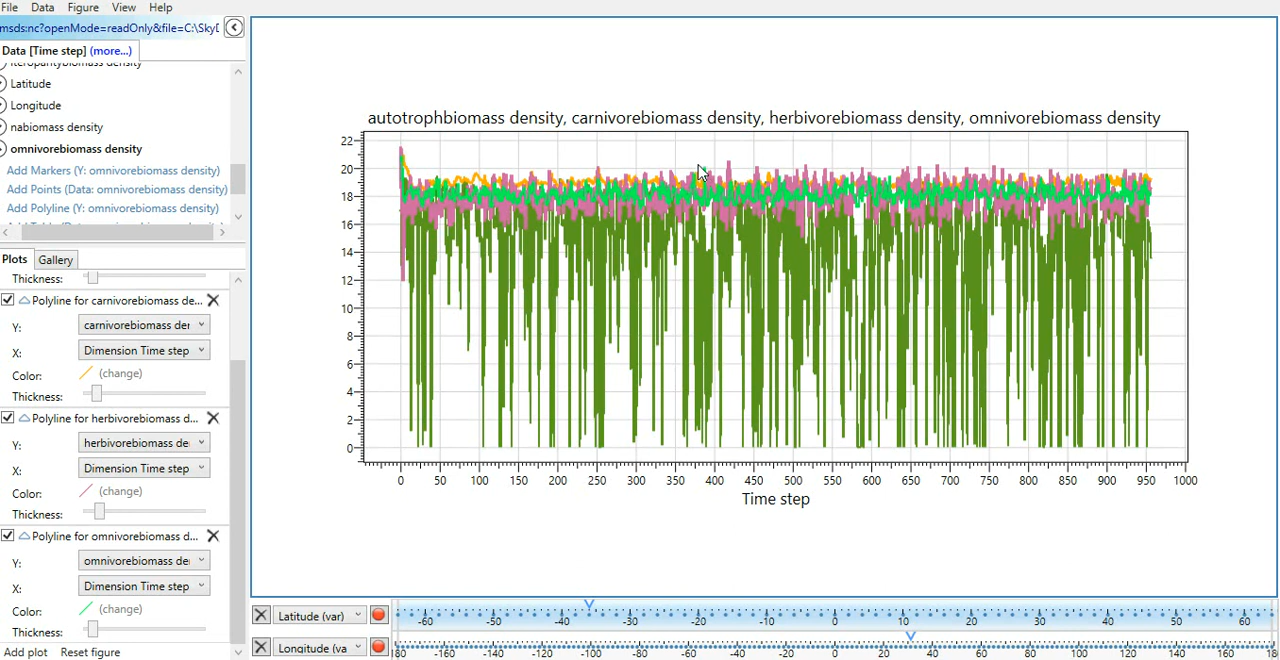 File Data Figure View Help
msds:nc?openMode=readOnly&file=C:\SkyD
Data [Time step] (more...)
iteroparitybiomass density
Latitude
Longitude
nabiomass density
omnivorebiomass density
Add Markers (Y: omnivorebiomass density)
Add Points (Data: omnivorebiomass density)
Add Polyline (Y: omnivorebiomass density)
Plots Gallery
Thickness:
Polyline for carnivorebiomass de...
Y: carnivorebiomass der
X: Dimension Time step
Color: (change)
Thickness:
Polyline for herbivorebiomass d...
Y: herbivorebiomass de
X: Dimension Time step
Color: (change)
Thickness:
Polyline for omnivorebiomass d...
Y: omnivorebiomass de
X: Dimension Time step
Color: (change)
Thickness:
Add plot Reset figure
autotrophbiomass density, carnivorebiomass density, herbivorebiomass density, omnivorebiomass density
22
20
18
16
14
12
10
8
6
4
2
0
0 50 100 150 200 250 300 350 400 450 500 550 600 650 700 750 800 850 900 950 1000
Time step
Latitude (var) -60 -50 -40 -30 -20 -10 0 10 20 30 40 50 60
Longitude (va -180 -160 -140 -120 -100 -80 -60 -40 -20 0 20 40 60 80 100 120 140 160 18